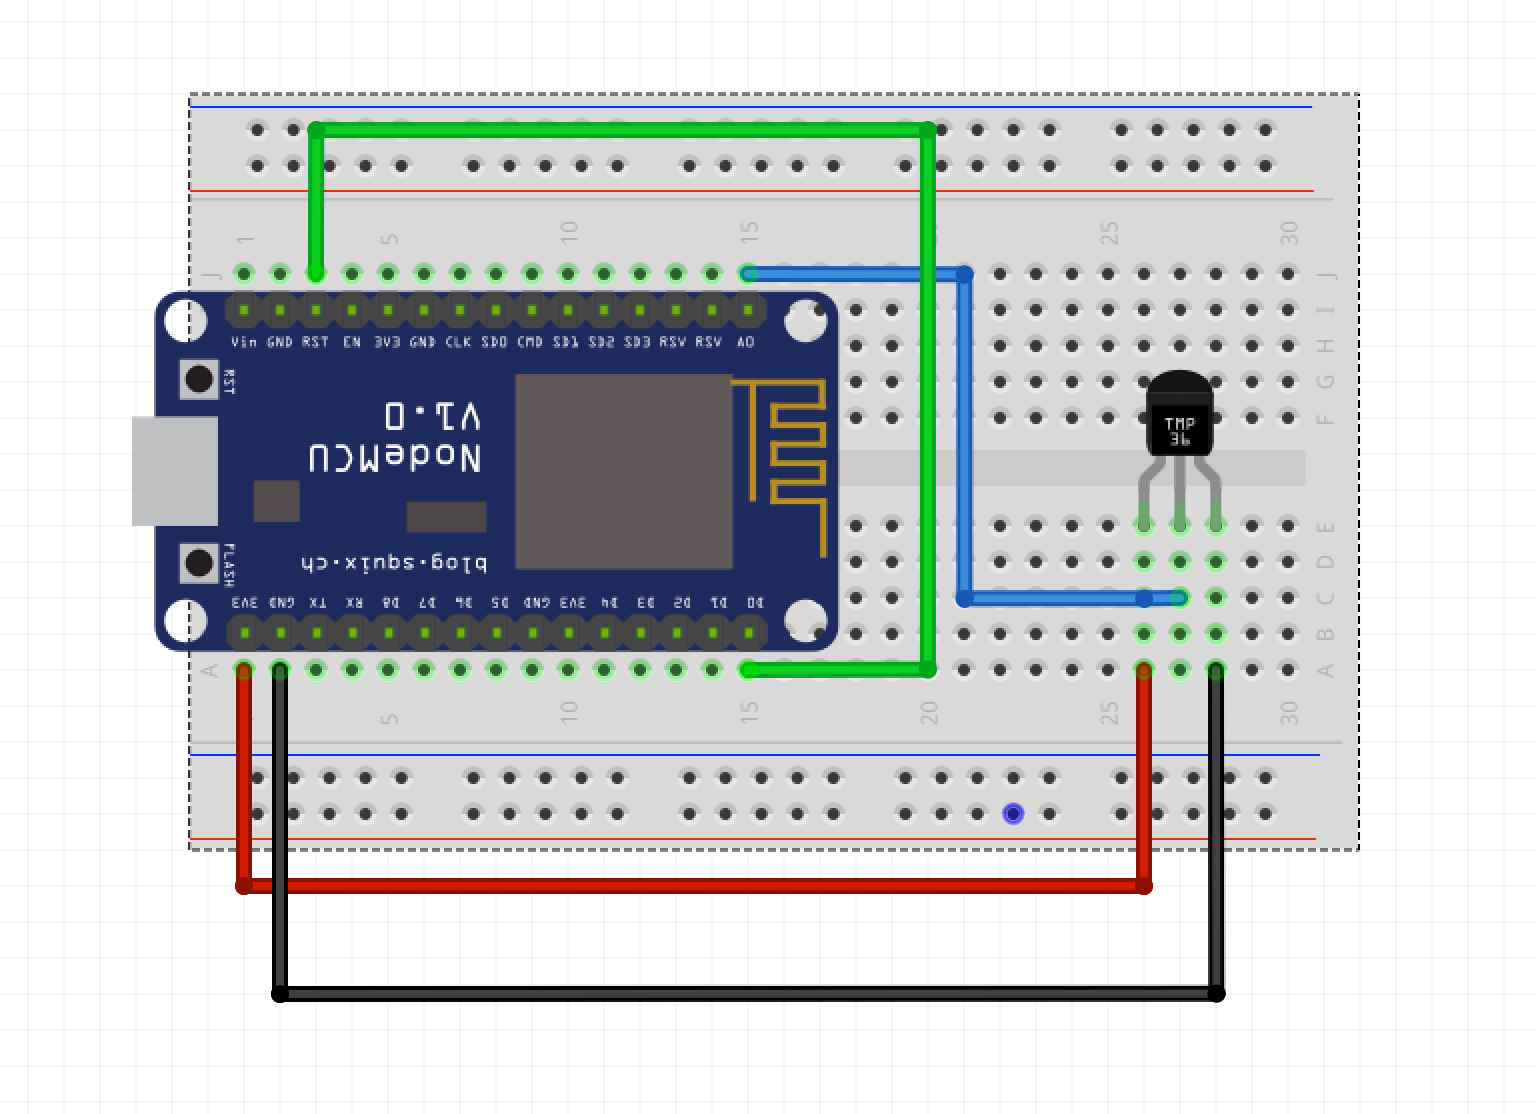 1 5 10 15 25 30
J J
I
Vin GND RST EN 3V3 GND CLK SD0 CMD SD1 SD2 SD3 RSV RSV A0
H
RST
G
V1.0
F
TMP
36
NodeMCU
E
FLASH
blog.squix.ch
D
3V3 GND TX RX D8 D7 D6 D5 GND 3V3 D4 D3 D2 D1 D0
C
B
A A
5 10 15 20 25 30